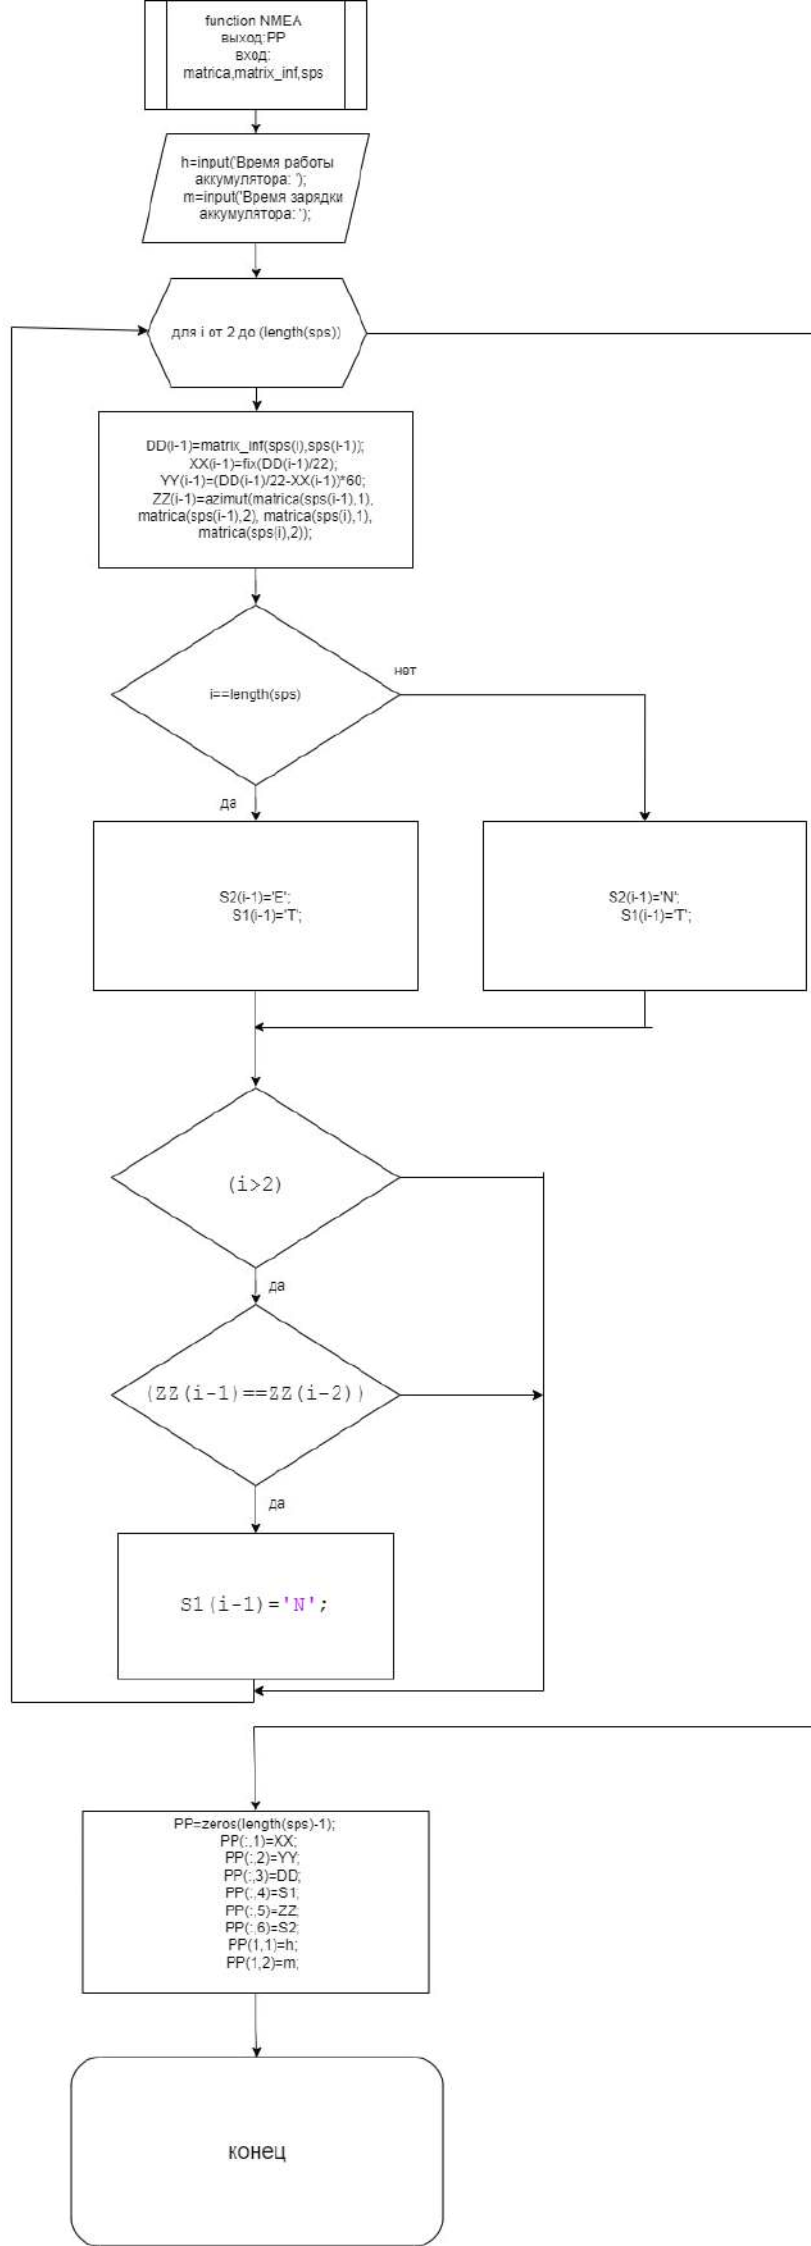 function NMEA
выход:PP
вход:
matrica,matrix_inf,sps
h=input('Время работы
аккумулятора: ');
m=input('Время зарядки
аккумулятора: ');
для i от 2 до (length(sps))
DD(i-1)=matrix_inf(sps(i),sps(i-1));
XX(i-1)=fix(DD(i-1)/22);
YY(i-1)=(DD(i-1)/22-XX(i-1))*60;
ZZ(i-1)=azimut(matrica(sps(i-1),1),
matrica(sps(i-1),2), matrica(sps(i),1),
matrica(sps(i),2));
нет
i==length(sps)
да
S2(i-1)='E';
S1(i-1)='T';
S2(i-1)='N';
S1(i-1)='T';
(i>2)
да
(ZZ(i-1)==ZZ(i-2))
да
S1(i-1)='N';
PP=zeros(length(sps)-1);
PP(:,1)=XX;
PP(:,2)=YY;
PP(:,3)=DD;
PP(:,4)=S1;
PP(:,5)=ZZ;
PP(:,6)=S2;
PP(1,1)=h;
PP(1,2)=m;
конец